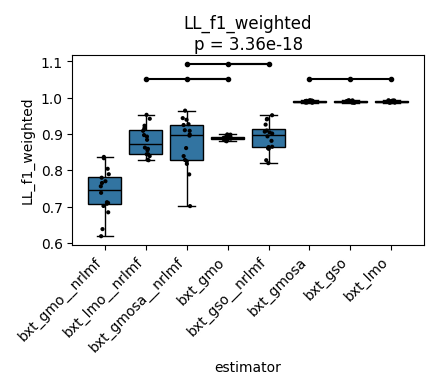 LL_f1_weighted
p = 3.36e-18
LL_f1_weighted
1.1
1.0
0.9
0.8
0.7
0.6
bxt_gmo__nrlmf
bxt_lmo__nrlmf
bxt_gmosa__nrlmf
bxt_gmo
bxt_gso__nrlmf
bxt_gmosa
bxt_gso
bxt_lmo
estimator